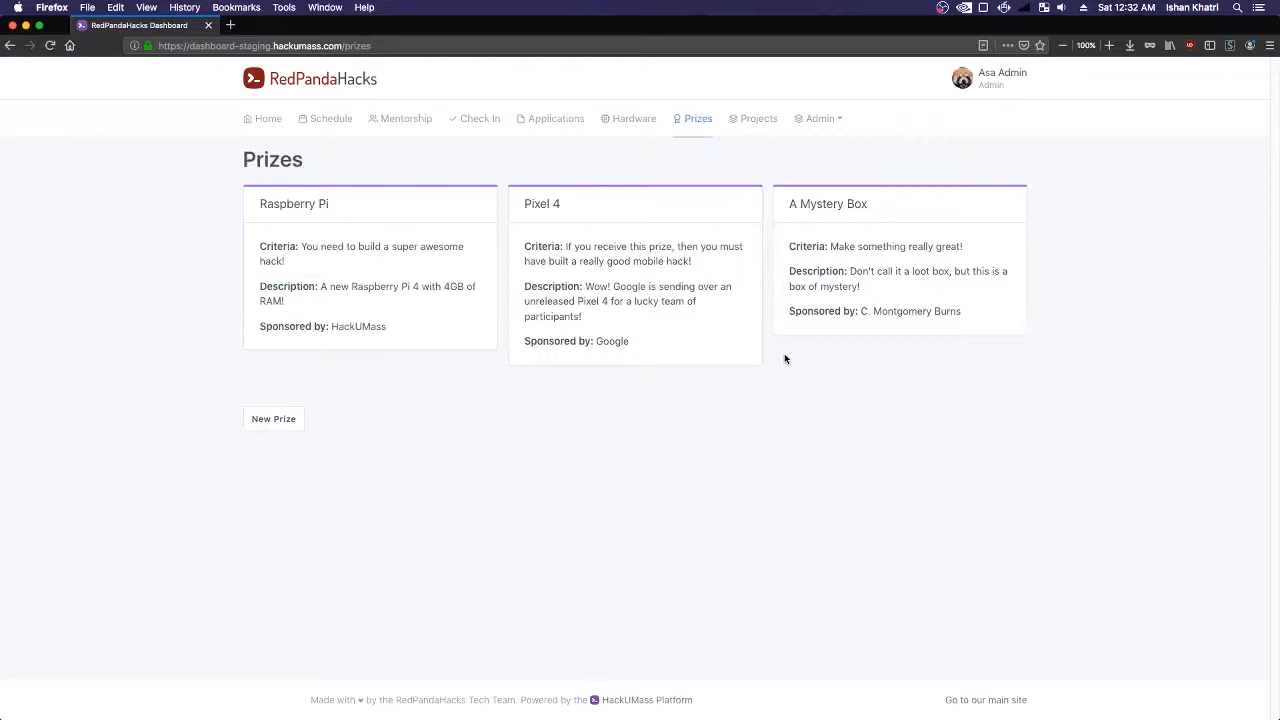 Firefox File Edit View History Bookmarks Tools Window Help Sat 12:32 AM Ishan Khatri
RedPandaHacks Dashboard
https://dashboard-staging.hackumass.com/prizes 100%
RedPandaHacks
Asa Admin
Admin
Home Schedule Mentorship Check In Applications Hardware Prizes Projects Admin
Prizes
Raspberry Pi
Criteria: You need to build a super awesome
hack!
Description: A new Raspberry Pi 4 with 4GB of
RAM!
Sponsored by: HackUMass
Pixel 4
Criteria: If you receive this prize, then you must
have built a really good mobile hack!
Description: Wow! Google is sending over an
unreleased Pixel 4 for a lucky team of
participants!
Sponsored by: Google
A Mystery Box
Criteria: Make something really great!
Description: Don't call it a loot box, but this is a
box of mystery!
Sponsored by: C. Montgomery Burns
New Prize
Made with ♥ by the RedPandaHacks Tech Team. Powered by the HackUMass Platform
Go to our main site